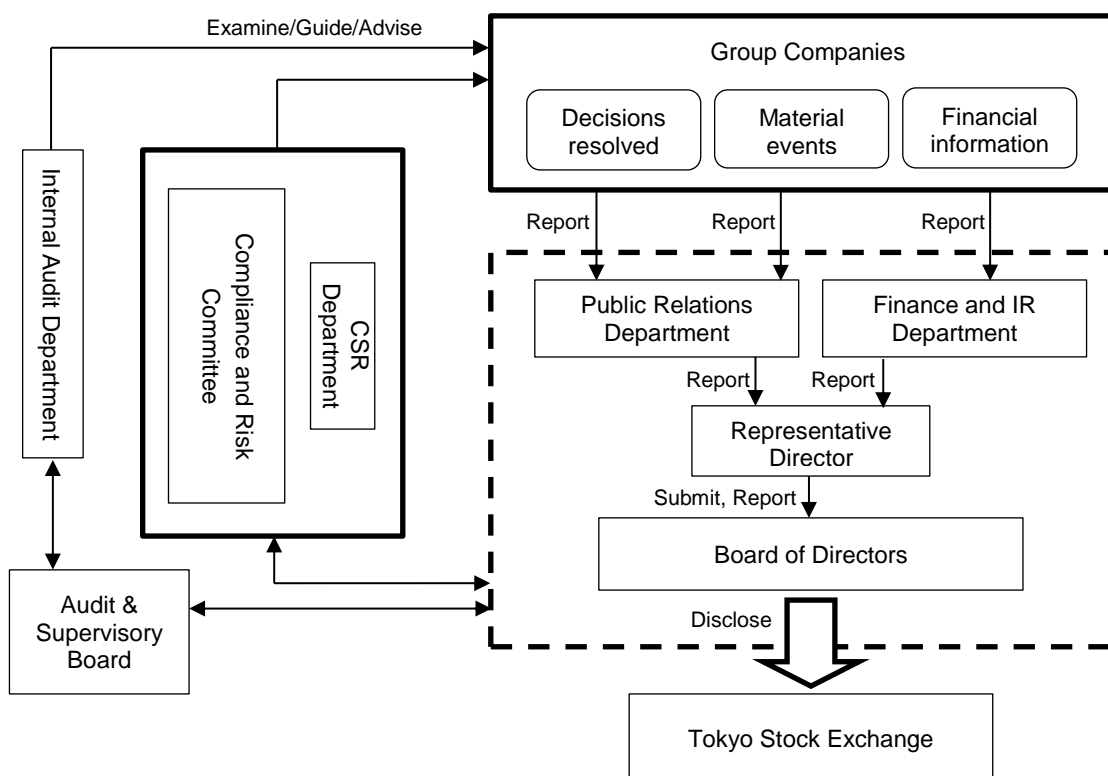 Examine/Guide/Advise
Group Companies
Decisions
resolved
Material
events
Financial
information
Internal Audit Department
Compliance and Risk
Committee
CSR
Department
Report
Report
Report
Public Relations
Department
Finance and IR
Department
Report
Report
Representative
Director
Submit, Report
Board of Directors
Audit &
Supervisory
Board
Disclose
Tokyo Stock Exchange